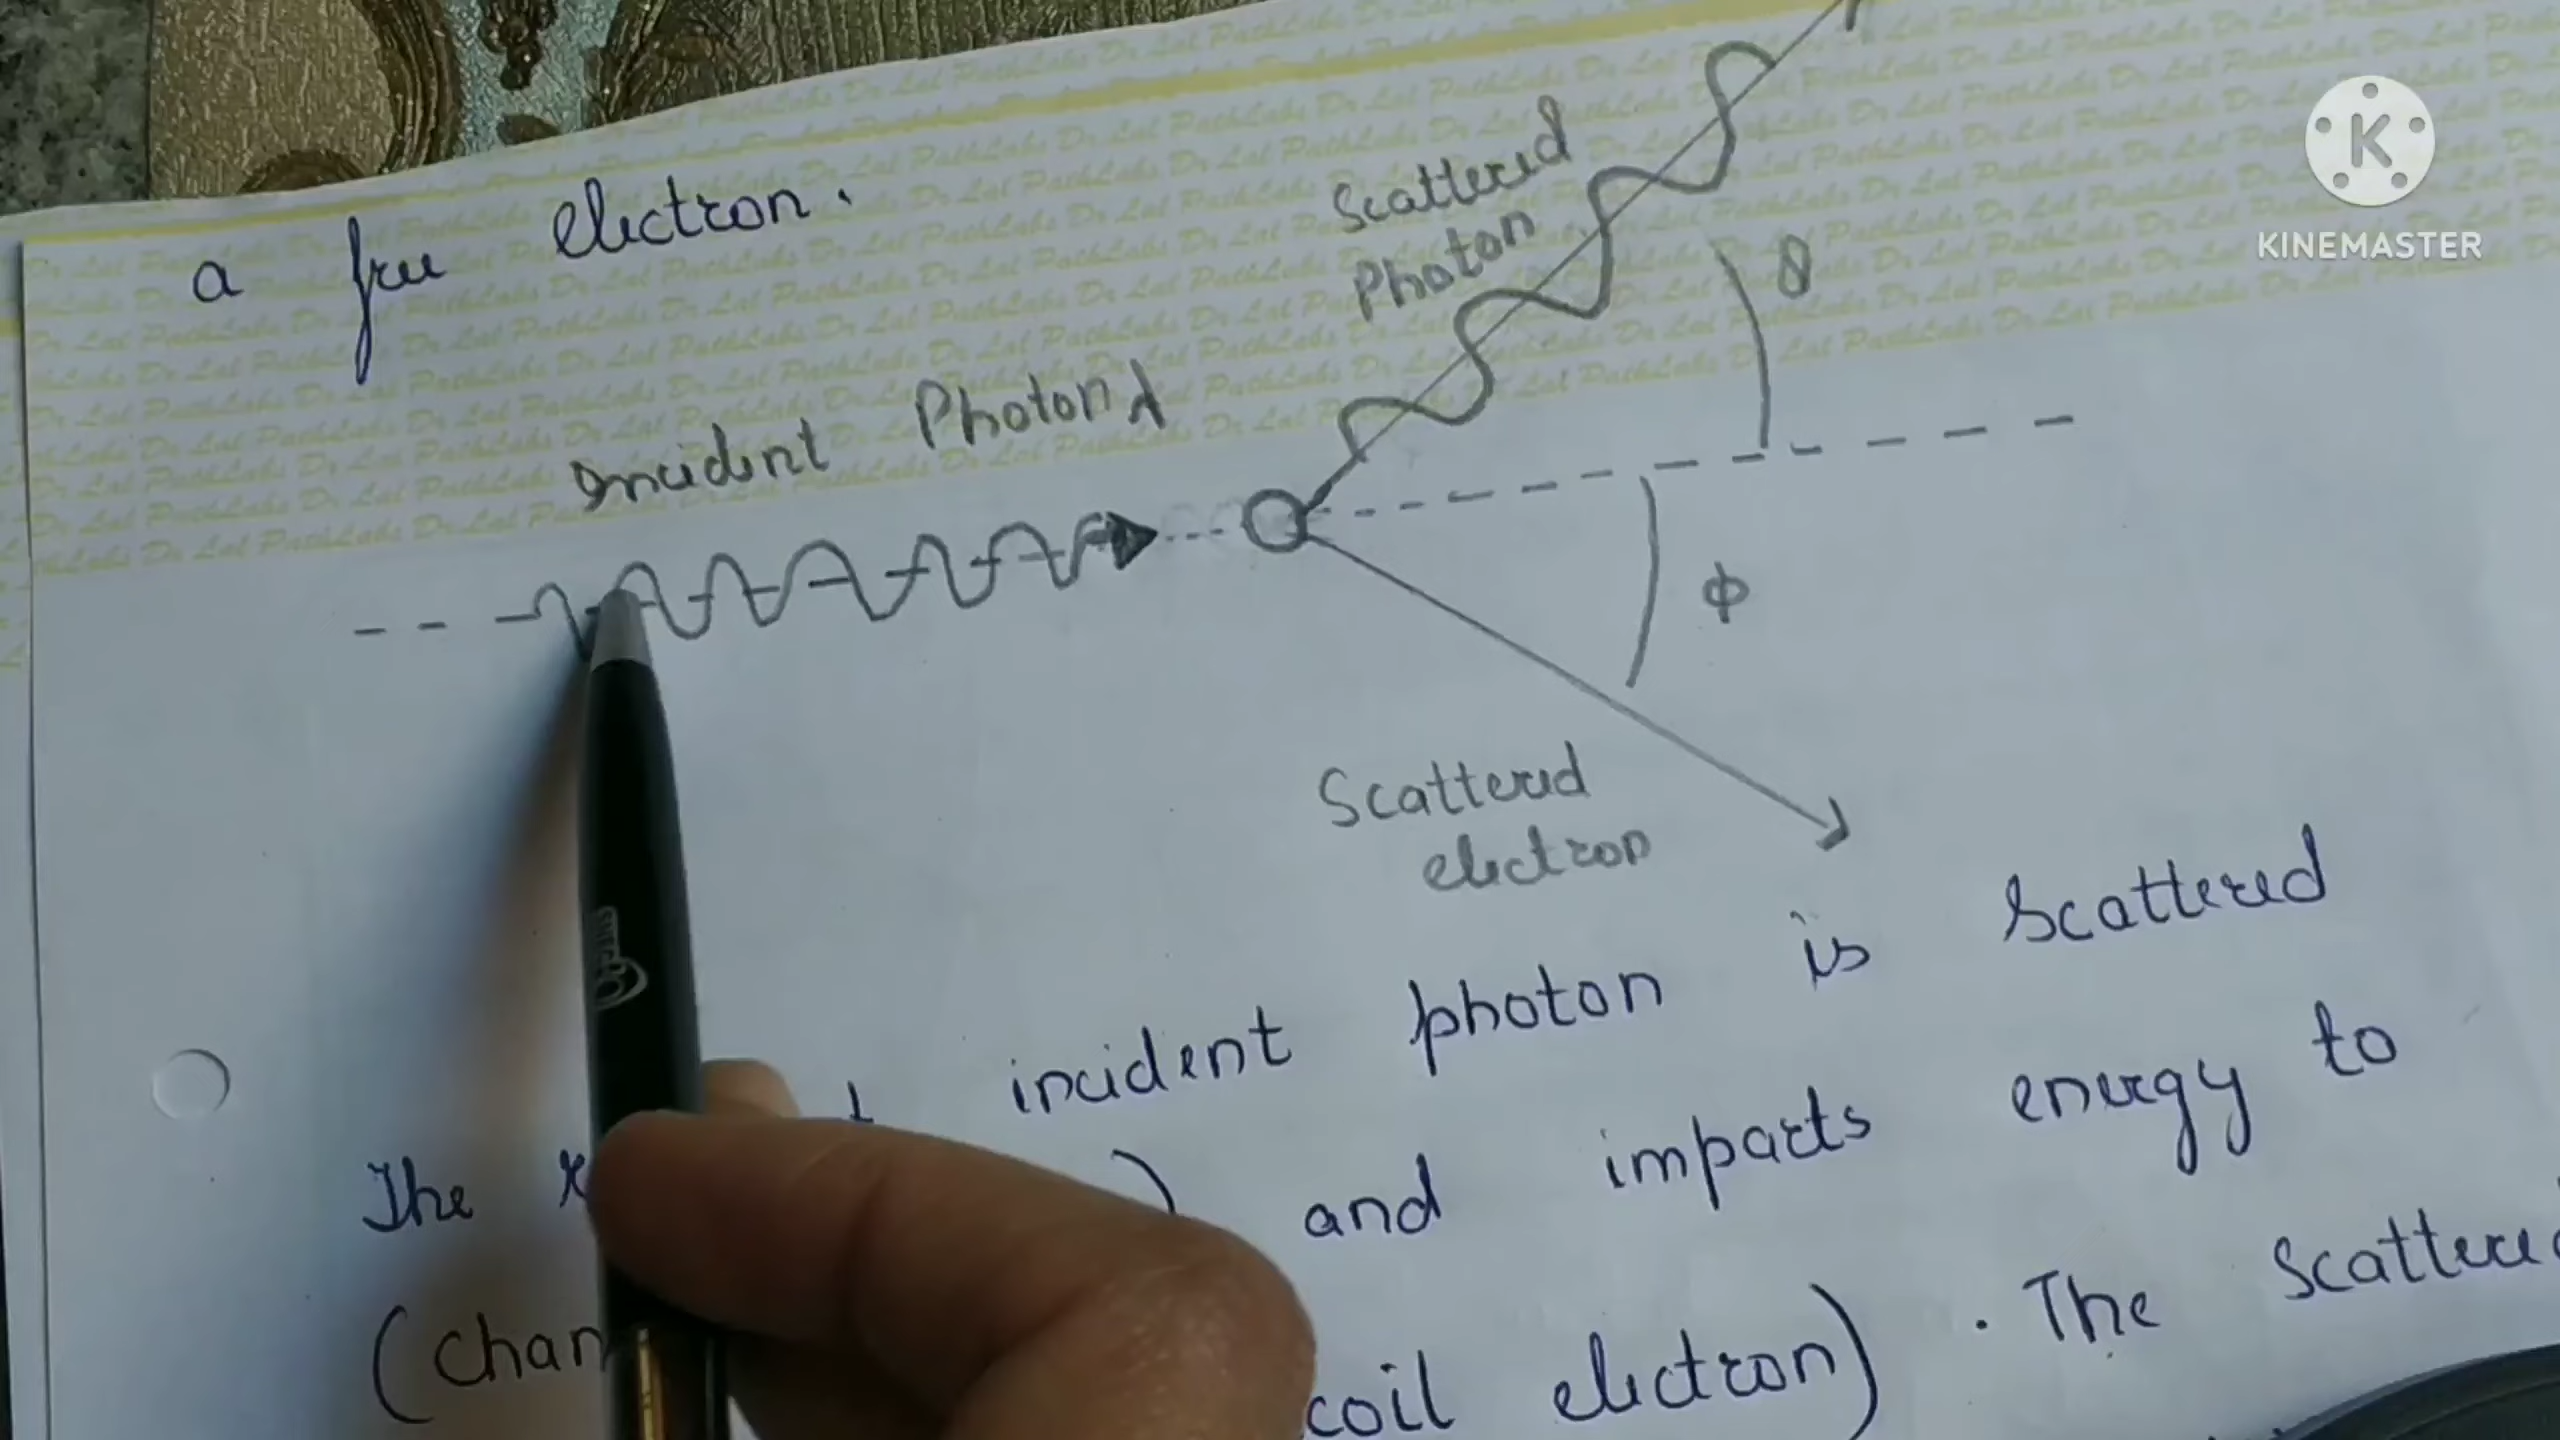 a free electron.
Scattered
Photon
θ
Incident Photon λ
ϕ
Scattered
electron
KINEMASTER
The incident photon is scattered
and imparts energy to
(chan coil electron). The Scattered